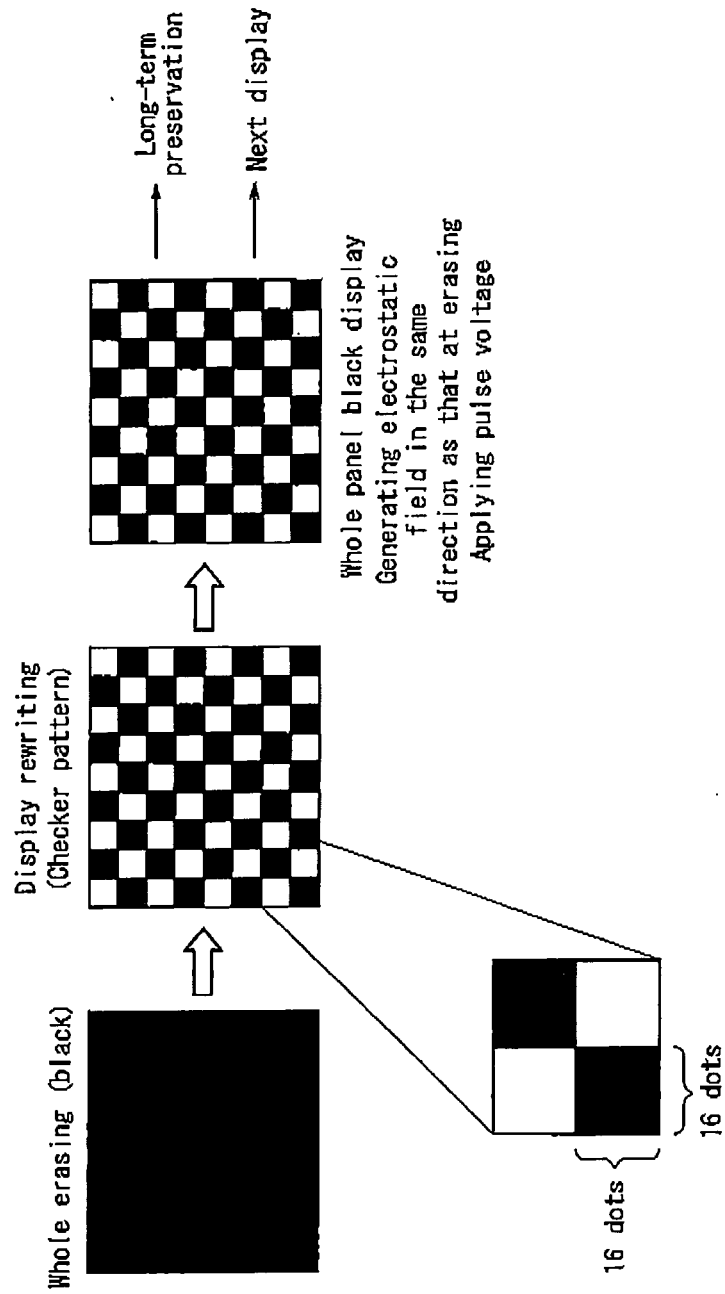 Whole erasing (black)
Display rewriting
(Checker pattern)
Whole panel black display
Generating electrostatic
field in the same
direction as that at erasing
Applying pulse voltage
Long-term
preservation
Next display
16 dots
16 dots